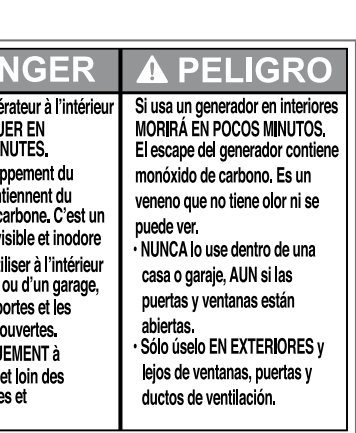 NGER
érateur à l'intérieur
UER EN
NUTES.
ppement du
tiennent du
carbone. C'est un
isible et inodore
iliser à l'intérieur
ou d'un garage,
portes et les
ouvertes.
UEMENT à
et loin des
es et
⚠ PELIGRO
Si usa un generador en interiores
MORIRÁ EN POCOS MINUTOS.
El escape del generador contiene
monóxido de carbono. Es un
veneno que no tiene olor ni se
puede ver.
· NUNCA lo use dentro de una
casa o garaje, AUN si las
puertas y ventanas están
abiertas.
· Sólo úselo EN EXTERIORES y
lejos de ventanas, puertas y
ductos de ventilación.